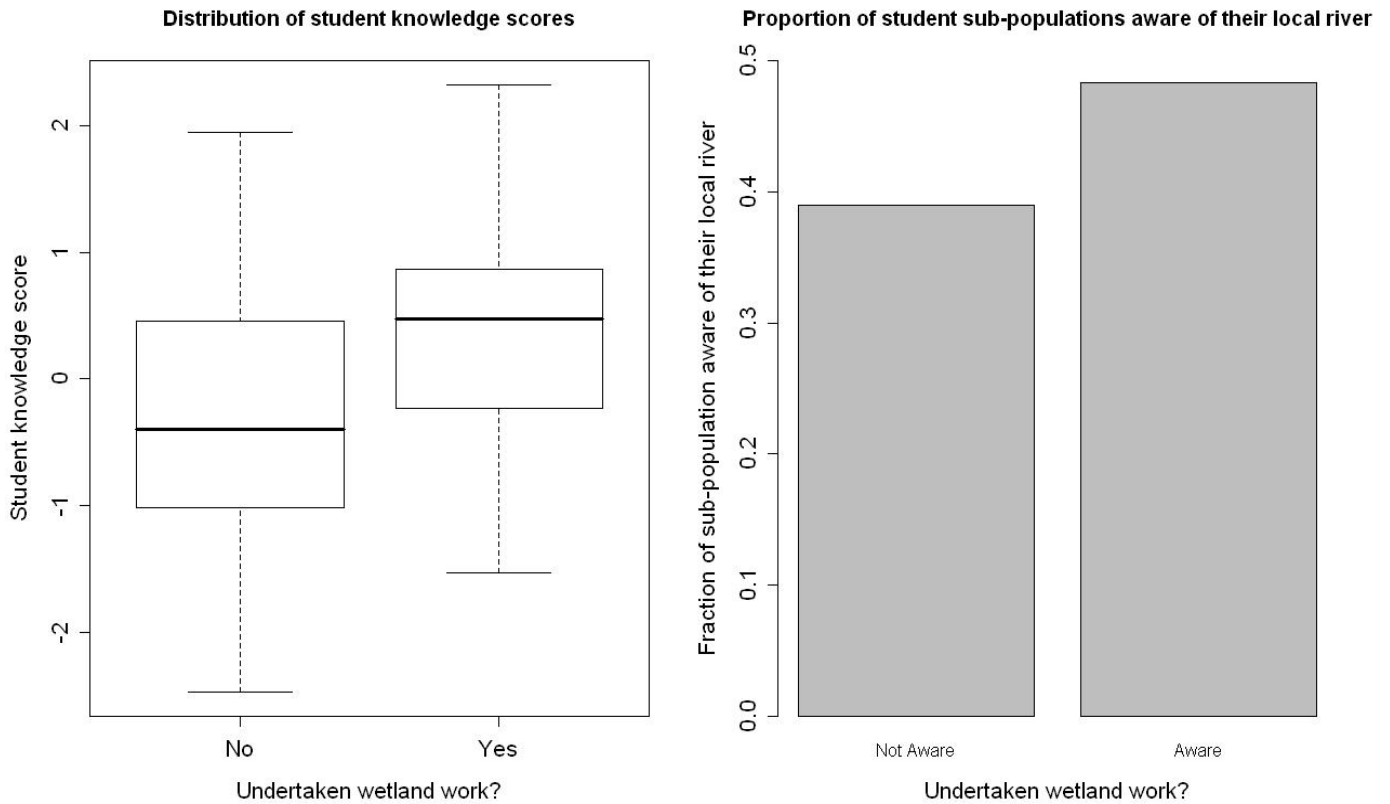 Distribution of student knowledge scores
Student knowledge score
2
1
0
-1
-2
No
Yes
Undertaken wetland work?
Proportion of student sub-populations aware of their local river
Fraction of sub-population aware of their local river
0.5
0.4
0.3
0.2
0.1
0.0
Not Aware
Aware
Undertaken wetland work?